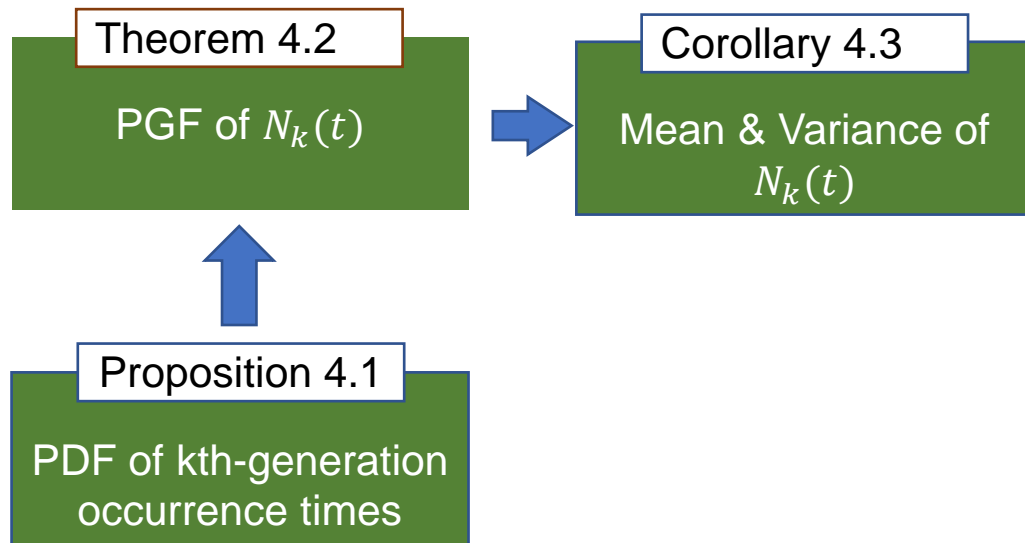 Theorem 4.2
PGF of N_k(t)
Corollary 4.3
Mean & Variance of
N_k(t)
Proposition 4.1
PDF of kth-generation
occurrence times